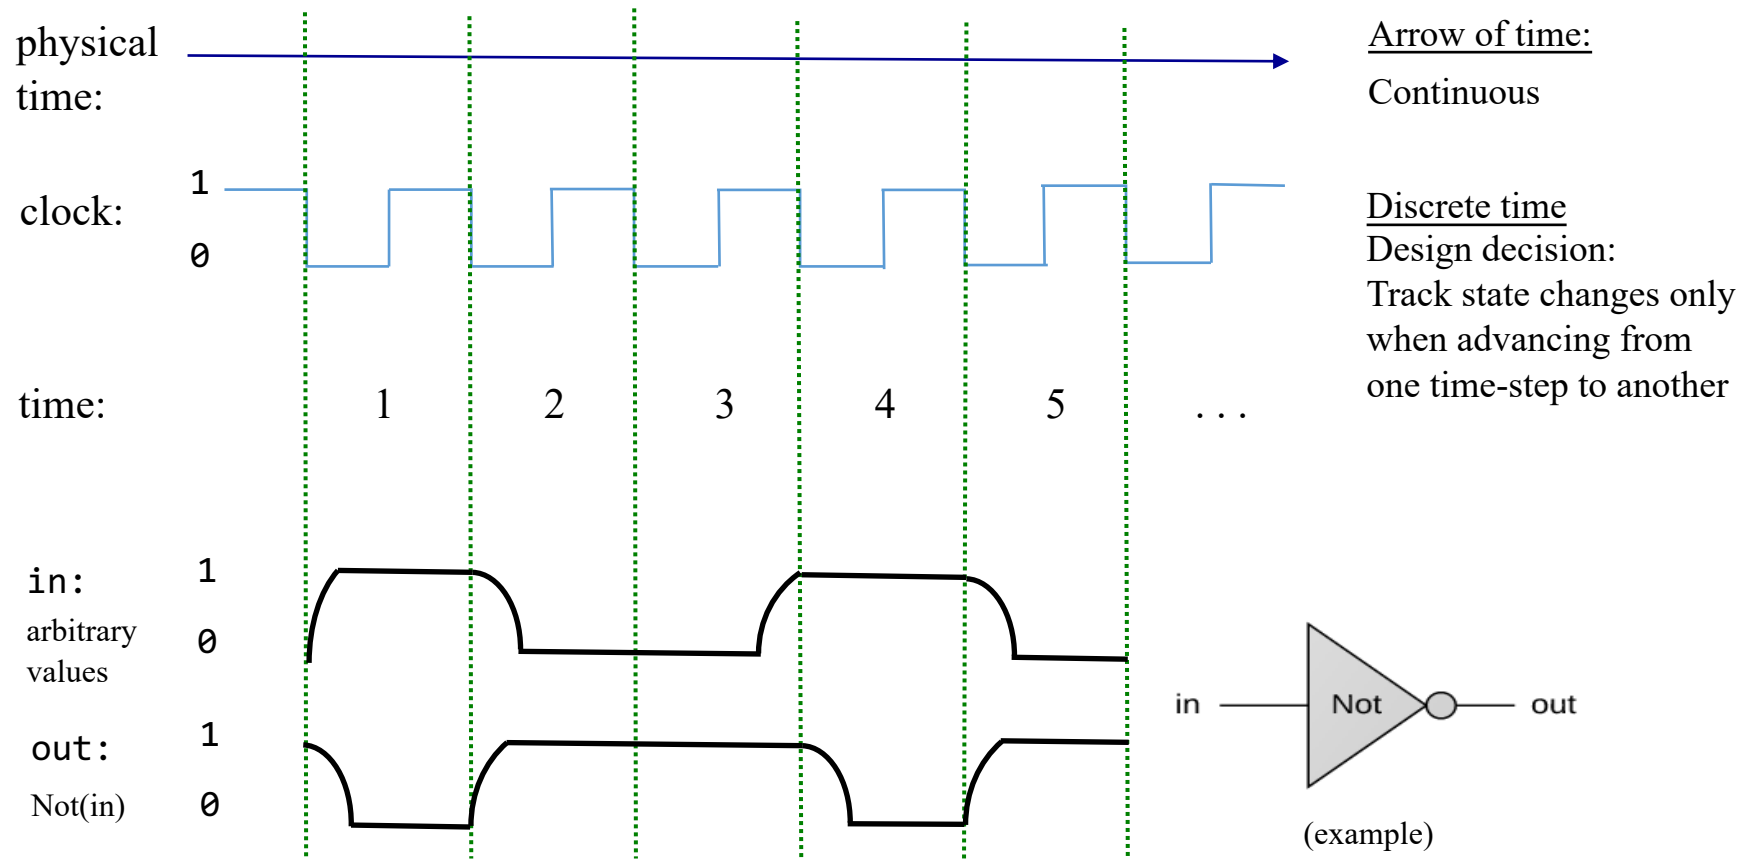 physical
time:
Arrow of time:
Continuous
clock:
1
0
Discrete time
Design decision:
Track state changes only
when advancing from
one time-step to another
time:
1
2
3
4
5
. . .
in:
arbitrary
values
1
0
out:
Not(in)
1
0
in
Not
out
(example)